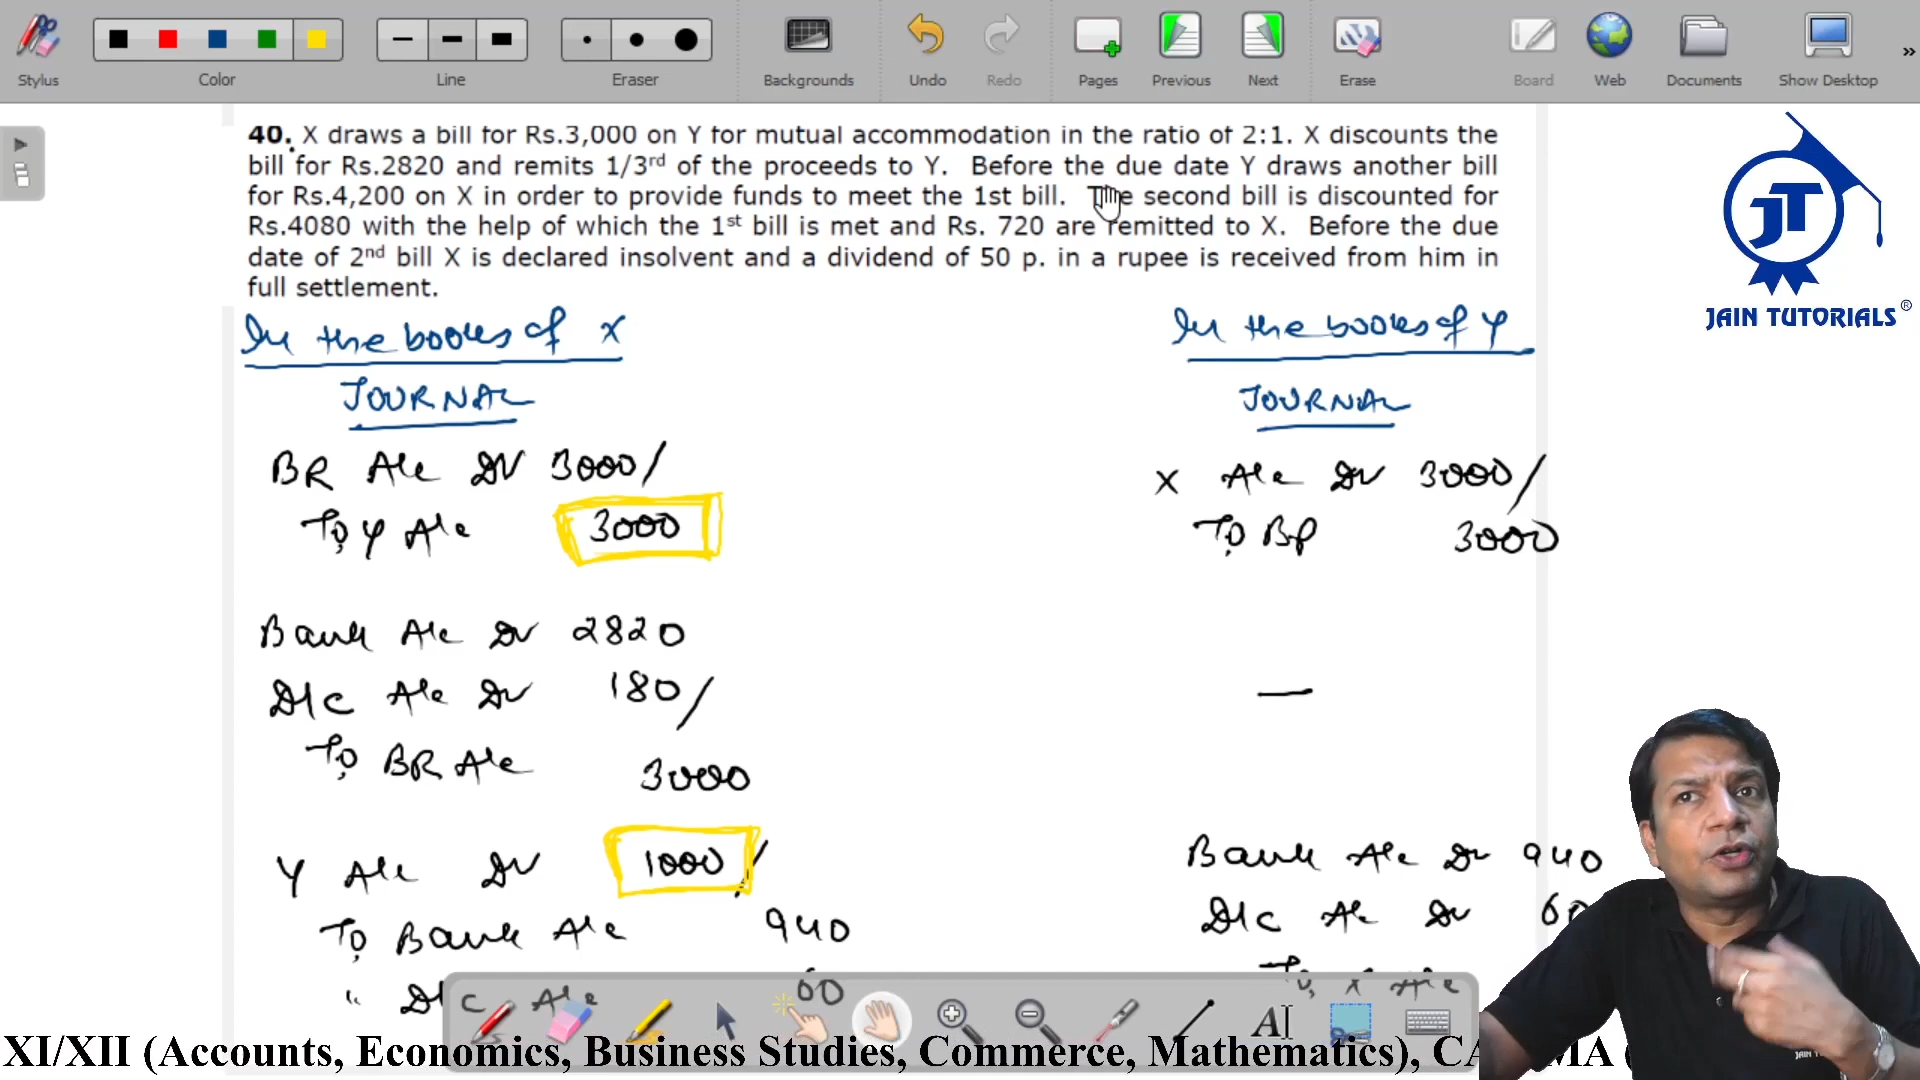 Stylus Color Line Eraser Backgrounds Undo Redo Pages Previous Next Erase Board Web Documents Show Desktop »
40. X draws a bill for Rs.3,000 on Y for mutual accommodation in the ratio of 2:1. X discounts the
bill for Rs.2820 and remits 1/3rd of the proceeds to Y. Before the due date Y draws another bill
for Rs.4,200 on X in order to provide funds to meet the 1st bill. The second bill is discounted for
Rs.4080 with the help of which the 1st bill is met and Rs. 720 are remitted to X. Before the due
date of 2nd bill X is declared insolvent and a dividend of 50 p. in a rupee is received from him in
full settlement.
JT
JAIN TUTORIALS®
In the books of X
JOURNAL
BR A/c Dr 3000/
To Y A/c 3000
Bank A/c Dr 2820
D/c A/c Dr 180/
To BR A/c 3000
Y A/c Dr 1000/
To Bank A/c 940
" D/c A/c 60
In the books of Y
JOURNAL
X A/c Dr 3000/
To BP 3000
—
Bank A/c Dr 940
D/c A/c Dr 60
To X A/c
AI
XI/XII (Accounts, Economics, Business Studies, Commerce, Mathematics), CA
MA (